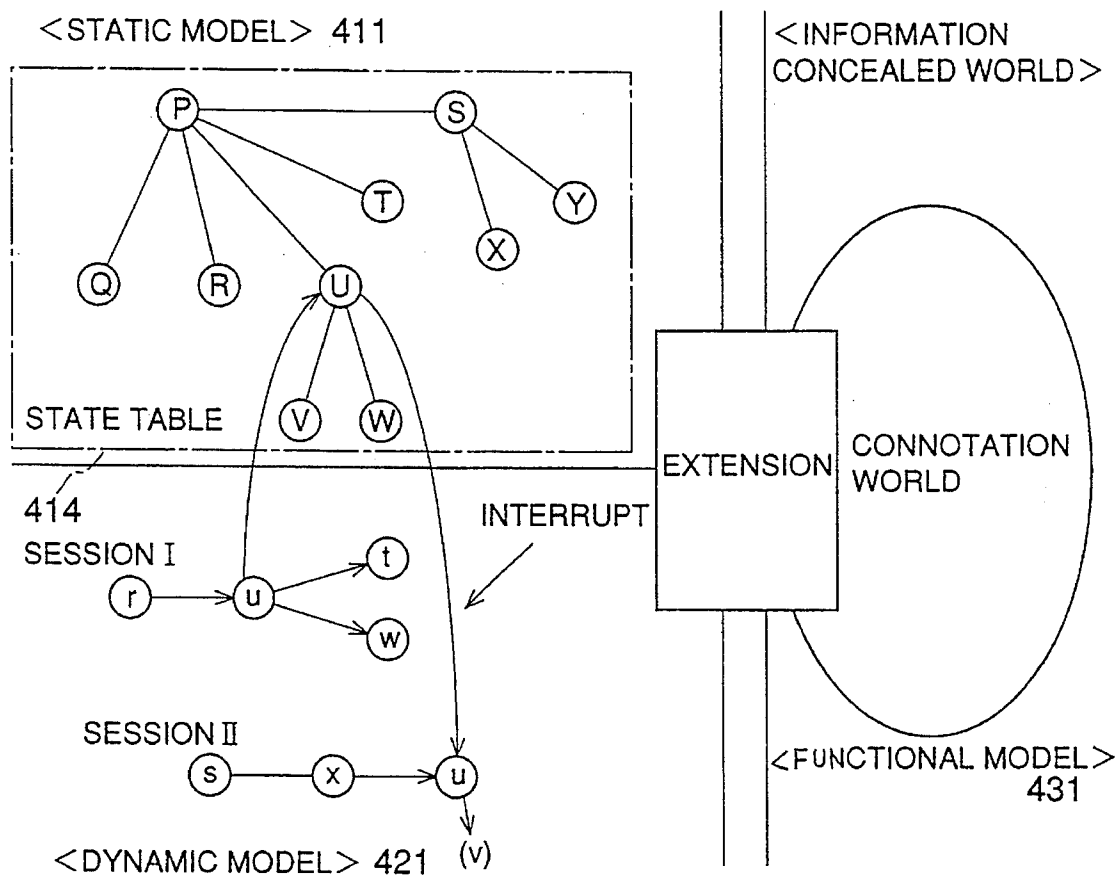 <STATIC MODEL> 411
<INFORMATION
CONCEALED WORLD>
P
S
T
Y
X
Q
R
U
V
W
STATE TABLE
414
EXTENSION
CONNOTATION
WORLD
INTERRUPT
SESSION I
r
u
t
w
SESSION II
s
x
u
(v)
<FUNCTIONAL MODEL>
431
<DYNAMIC MODEL> 421